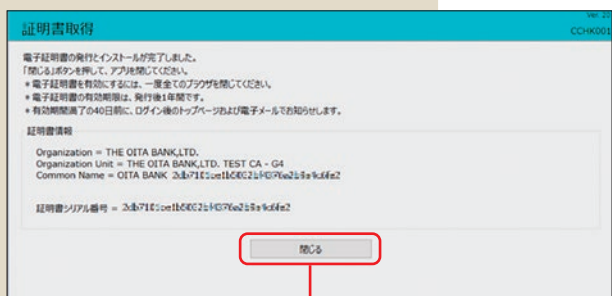 証明書取得
CCHK001
電子証明書の発行とインストールが完了しました。
「閉じる」ボタンを押して、アプリを閉じてください。
＊電子証明書を有効にするには、一度全てのブラウザを閉じてください。
＊電子証明書の有効期限は、発行後1年間です。
＊有効期間満了の40日前に、ログイン後のトップページおよび電子メールでお知らせします。
証明書情報
Organization = THE OITA BANK,LTD.
Organization Unit = THE OITA BANK,LTD. TEST CA - G4
Common Name = OITA BANK
証明書シリアル番号 =
閉じる